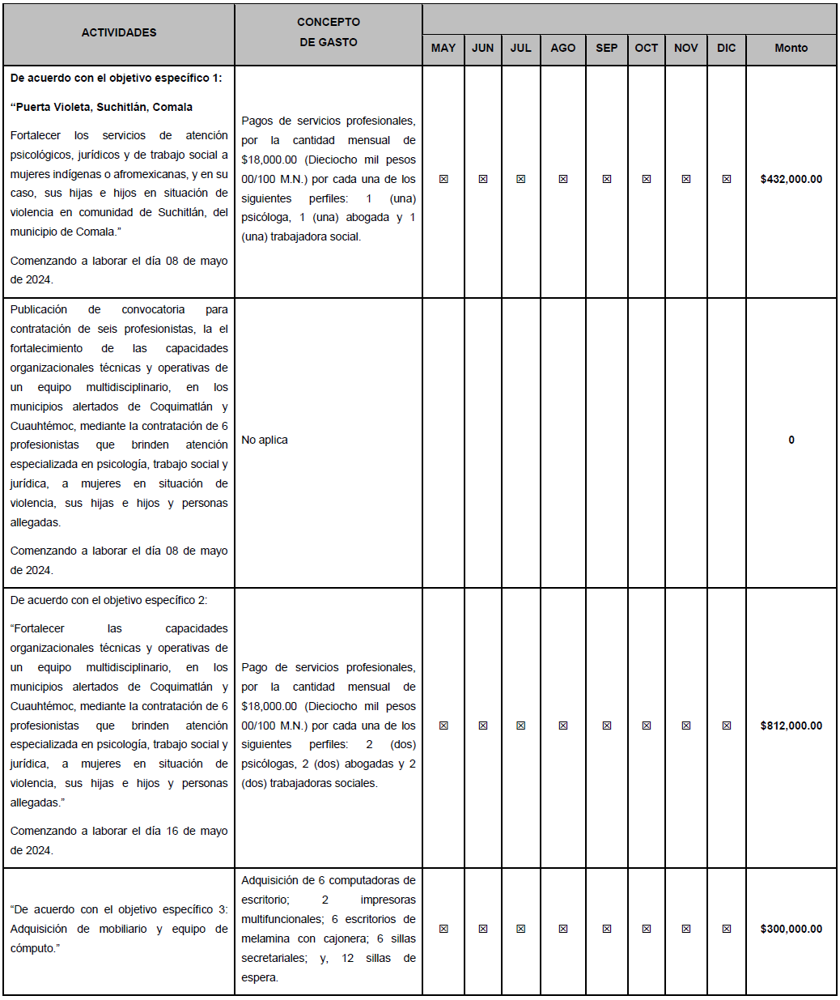 ACTIVIDADES
CONCEPTO
DE GASTO
MAY JUN JUL AGO SEP OCT NOV DIC Monto
De acuerdo con el objetivo específico 1:
“Puerta Violeta, Suchitlán, Comala
Fortalecer los servicios de atención
psicológicos, jurídicos y de trabajo social a
mujeres indígenas o afromexicanas, y en su
caso, sus hijas e hijos en situación de
violencia en comunidad de Suchitlán, del
municipio de Comala.”
Comenzando a laborar el día 08 de mayo
de 2024.
Pagos de servicios profesionales,
por la cantidad mensual de
$18,000.00 (Dieciocho mil pesos
00/100 M.N.) por cada una de los
siguientes perfiles: 1 (una)
psicóloga, 1 (una) abogada y 1
(una) trabajadora social.
☒ ☒ ☒ ☒ ☒ ☒ ☒ ☒ $432,000.00
Publicación de convocatoria para
contratación de seis profesionistas, la el
fortalecimiento de las capacidades
organizacionales técnicas y operativas de
un equipo multidisciplinario, en los
municipios alertados de Coquimatlán y
Cuauhtémoc, mediante la contratación de 6
profesionistas que brinden atención
especializada en psicología, trabajo social y
jurídica, a mujeres en situación de
violencia, sus hijas e hijos y personas
allegadas.
Comenzando a laborar el día 08 de mayo
de 2024.
No aplica
0
De acuerdo con el objetivo específico 2:
“Fortalecer las capacidades
organizacionales técnicas y operativas de
un equipo multidisciplinario, en los
municipios alertados de Coquimatlán y
Cuauhtémoc, mediante la contratación de 6
profesionistas que brinden atención
especializada en psicología, trabajo social y
jurídica, a mujeres en situación de
violencia, sus hijas e hijos y personas
allegadas.”
Comenzando a laborar el día 16 de mayo
de 2024.
Pago de servicios profesionales,
por la cantidad mensual de
$18,000.00 (Dieciocho mil pesos
00/100 M.N.) por cada una de los
siguientes perfiles: 2 (dos)
psicólogas, 2 (dos) abogadas y 2
(dos) trabajadoras sociales.
☒ ☒ ☒ ☒ ☒ ☒ ☒ ☒ $812,000.00
“De acuerdo con el objetivo específico 3:
Adquisición de mobiliario y equipo de
cómputo.”
Adquisición de 6 computadoras de
escritorio; 2 impresoras
multifuncionales; 6 escritorios de
melamina con cajonera; 6 sillas
secretariales; y, 12 sillas de
espera.
☒ ☒ ☒ ☒ ☒ ☒ ☒ ☒ $300,000.00